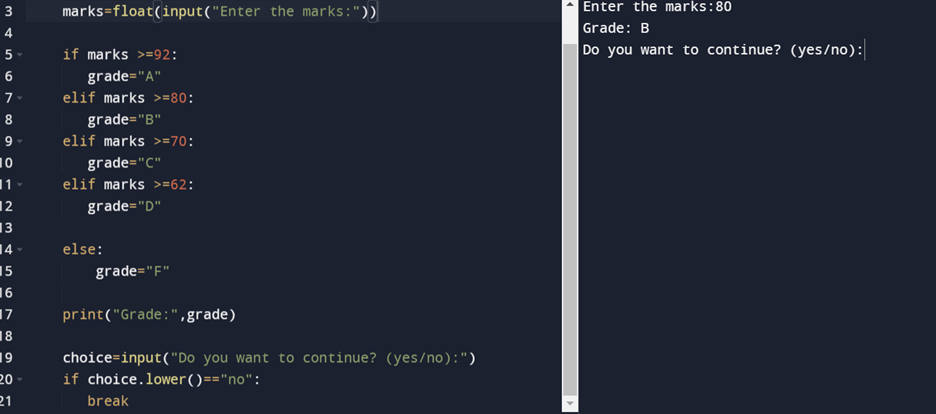 3 marks=float(input("Enter the marks:"))
4
5 if marks >=92:
6 grade="A"
7 elif marks >=80:
8 grade="B"
9 elif marks >=70:
10 grade="C"
11 elif marks >=62:
12 grade="D"
13
14 else:
15 grade="F"
16
17 print("Grade:",grade)
18
19 choice=input("Do you want to continue? (yes/no):")
20 if choice.lower()=="no":
21 break
Enter the marks:80
Grade: B
Do you want to continue? (yes/no):